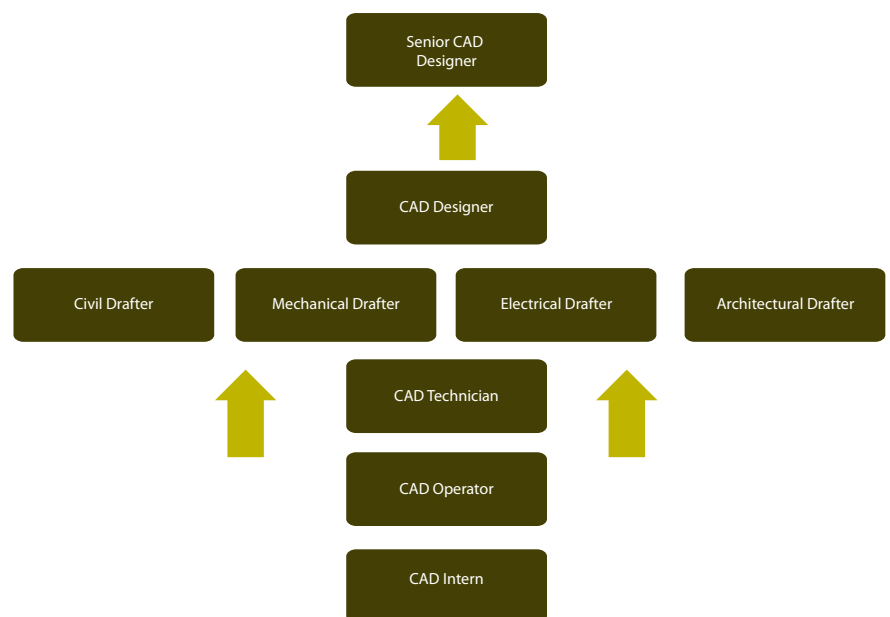 Senior CAD
Designer
CAD Designer
Civil Drafter
Mechanical Drafter
Electrical Drafter
Architectural Drafter
CAD Technician
CAD Operator
CAD Intern